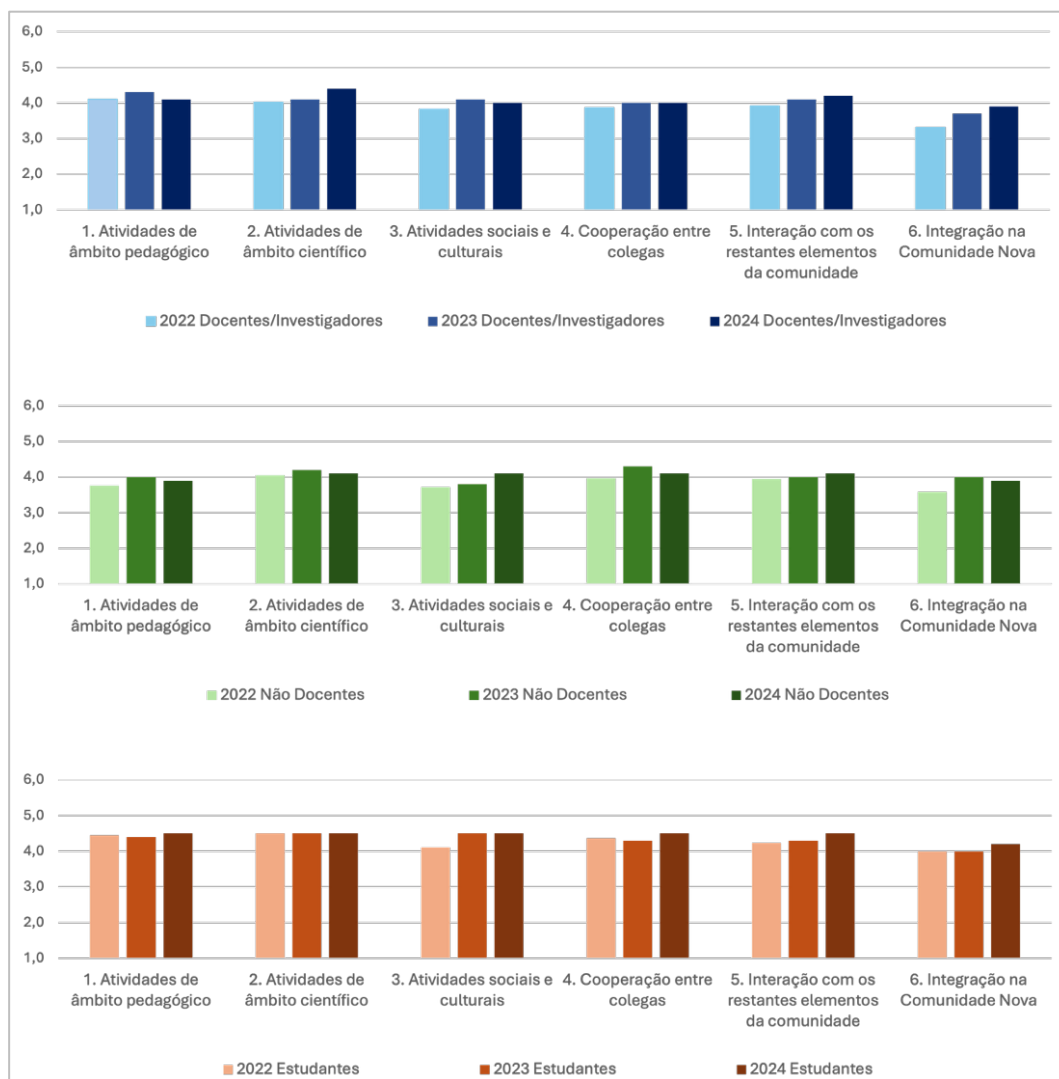 6,0
5,0
4,0
3,0
2,0
1,0
1. Atividades de âmbito pedagógico
2. Atividades de âmbito científico
3. Atividades sociais e culturais
4. Cooperação entre colegas
5. Interação com os restantes elementos da comunidade
6. Integração na Comunidade Nova
2022 Docentes/Investigadores 2023 Docentes/Investigadores 2024 Docentes/Investigadores
6,0
5,0
4,0
3,0
2,0
1,0
1. Atividades de âmbito pedagógico
2. Atividades de âmbito científico
3. Atividades sociais e culturais
4. Cooperação entre colegas
5. Interação com os restantes elementos da comunidade
6. Integração na Comunidade Nova
2022 Não Docentes 2023 Não Docentes 2024 Não Docentes
6,0
5,0
4,0
3,0
2,0
1,0
1. Atividades de âmbito pedagógico
2. Atividades de âmbito científico
3. Atividades sociais e culturais
4. Cooperação entre colegas
5. Interação com os restantes elementos da comunidade
6. Integração na Comunidade Nova
2022 Estudantes 2023 Estudantes 2024 Estudantes